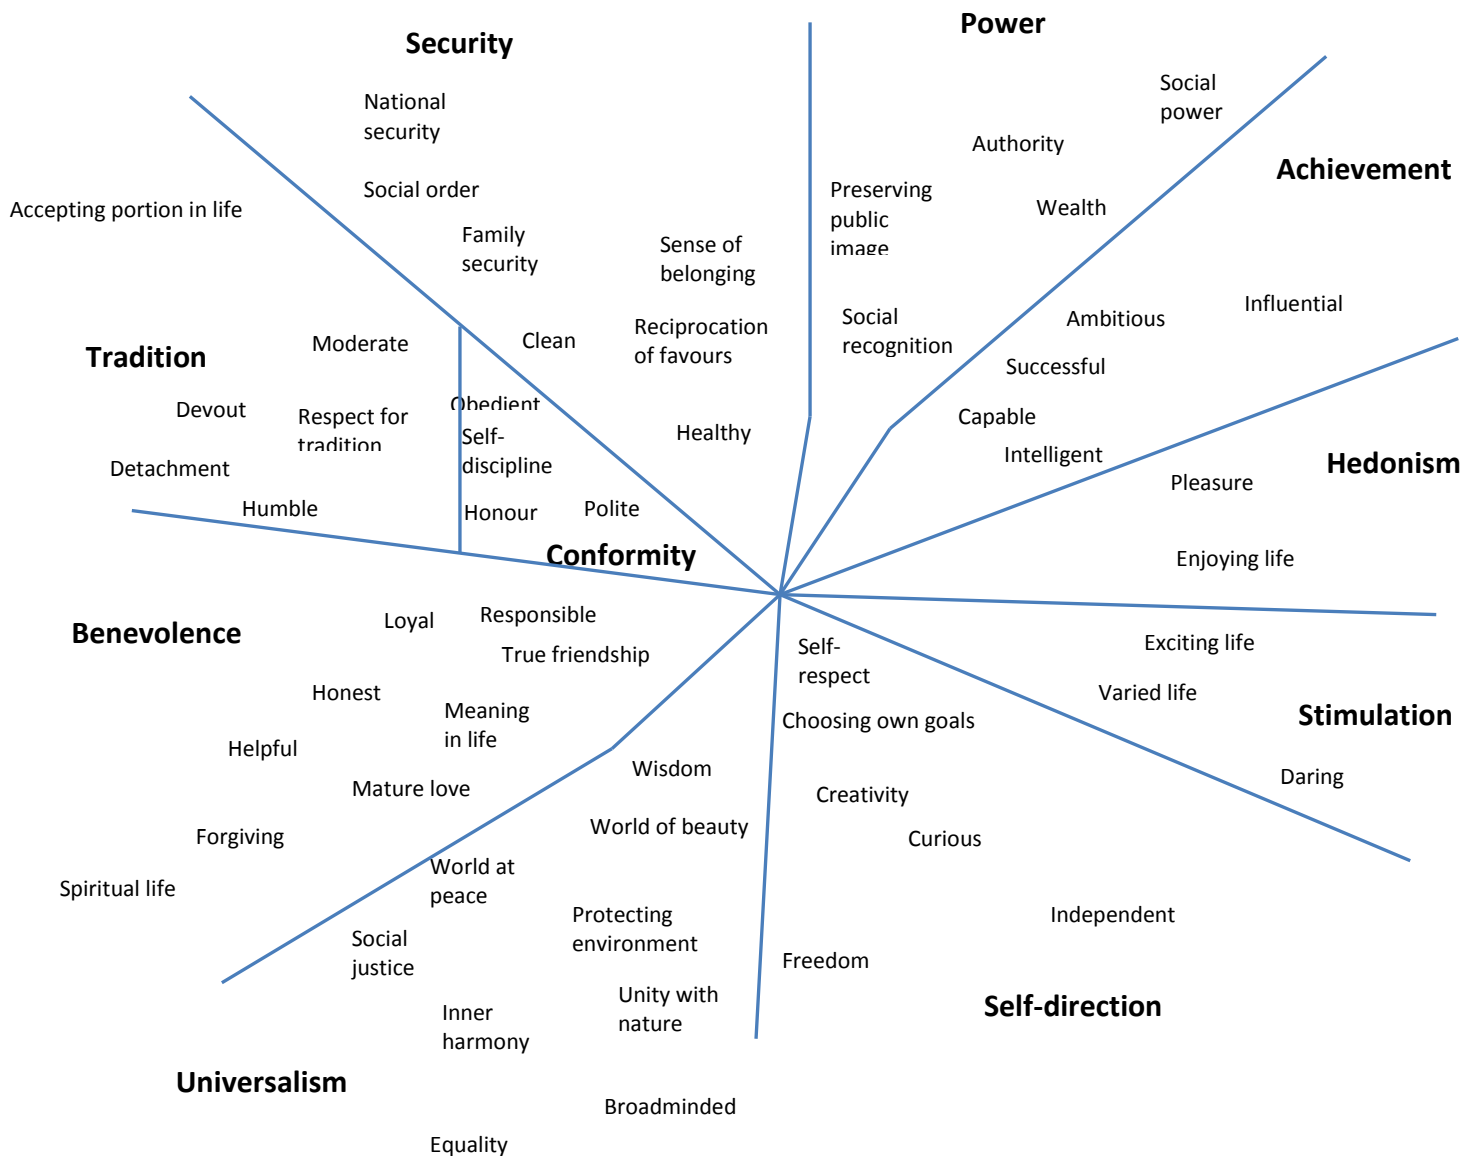 Power
Security
Social
power
National
security
Authority
Achievement
Social order
Preserving
public
image
Wealth
Accepting portion in life
Family
security
Sense of
belonging
Influential
Ambitious
Social
recognition
Reciprocation
of favours
Clean
Moderate
Tradition
Successful
Devout
Respect for
tradition
Obedient
Capable
Self-
discipline
Healthy
Intelligent
Hedonism
Detachment
Pleasure
Humble
Honour
Polite
Conformity
Enjoying life
Loyal
Responsible
Benevolence
True friendship
Self-
respect
Exciting life
Honest
Varied life
Meaning
in life
Choosing own goals
Stimulation
Helpful
Wisdom
Daring
Mature love
Creativity
Forgiving
World of beauty
Curious
World at
peace
Spiritual life
Protecting
environment
Independent
Social
justice
Freedom
Unity with
nature
Self-direction
Inner
harmony
Universalism
Broadminded
Equality